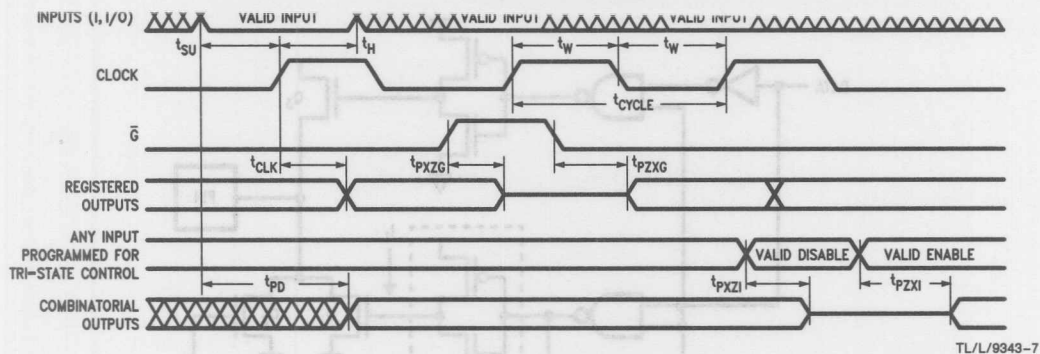 INPUTS (I, I/O) VALID INPUT VALID INPUT VALID INPUT
tSU tH tW tW
CLOCK
tCYCLE
G̅
tCLK tPXZG tPZXG
REGISTERED
OUTPUTS
ANY INPUT
PROGRAMMED FOR
TRI-STATE CONTROL
VALID DISABLE VALID ENABLE
tPD tPXZI tPZXI
COMBINATORIAL
OUTPUTS
TL/L/9343-7